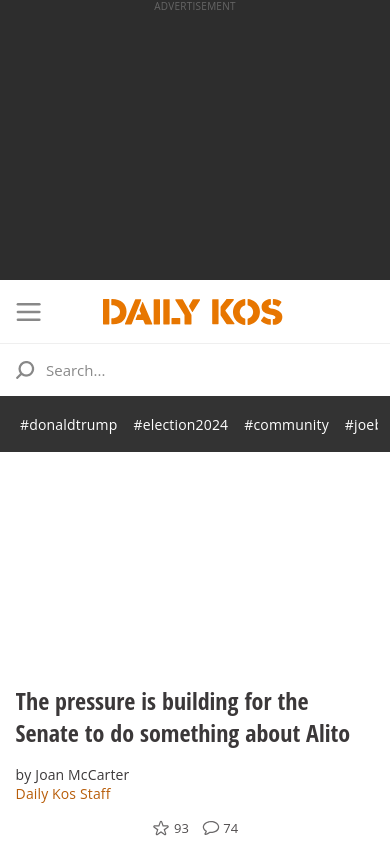 ADVERTISEMENT
DAILY KOS
Search...
#donaldtrump #election2024 #community
The pressure is building for the
Senate to do something about Alito
by Joan McCarter
Daily Kos Staff
93 74